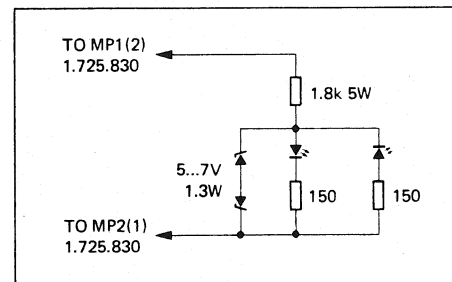 TO MP1(2)
1.725.830
1.8k 5W
5...7V
1.3W
150
150
TO MP2(1)
1.725.830